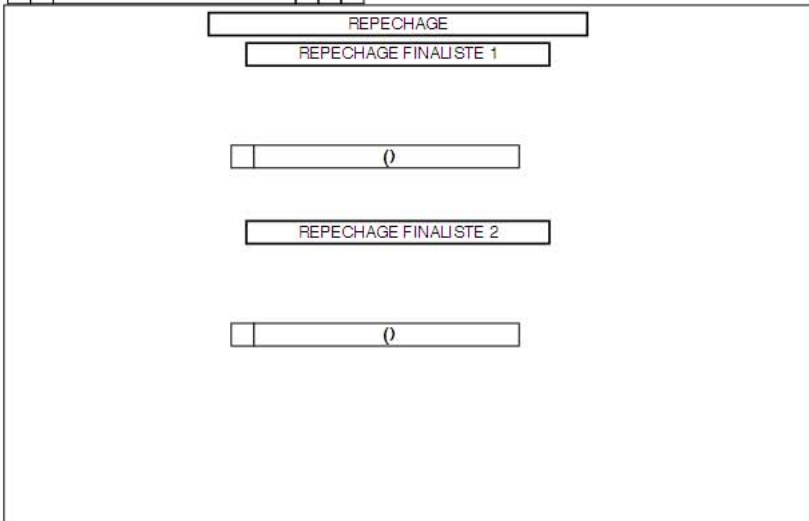 REPECHAGE
REPECHAGE FINALISTE 1
()
REPECHAGE FINALISTE 2
()